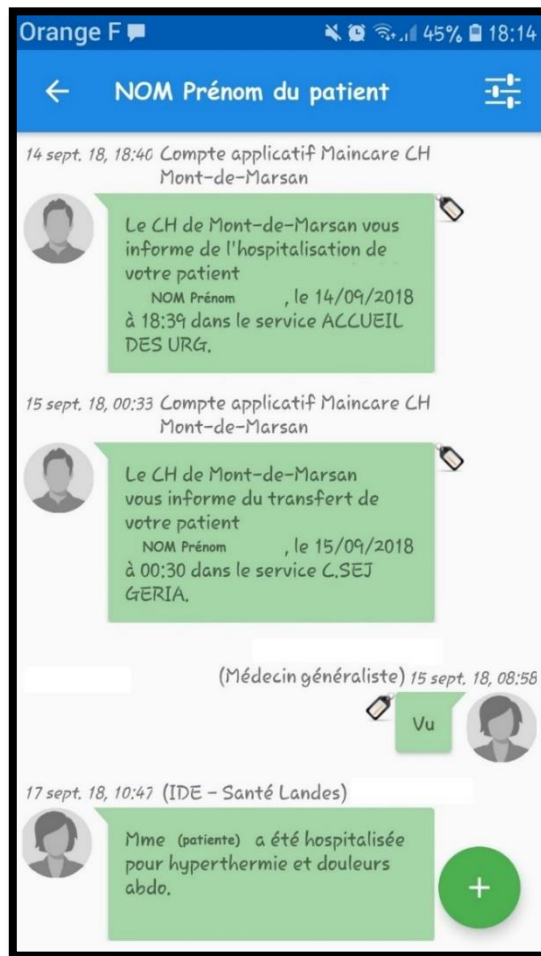 Orange F 45% 18:14
NOM Prénom du patient
14 sept. 18, 18:40 Compte applicatif Maincare CH
Mont-de-Marsan
Le CH de Mont-de-Marsan vous
informe de l'hospitalisation de
votre patient
NOM Prénom , le 14/09/2018
à 18:39 dans le service ACCUEIL
DES URG.
15 sept. 18, 00:33 Compte applicatif Maincare CH
Mont-de-Marsan
Le CH de Mont-de-Marsan
vous informe du transfert de
votre patient
NOM Prénom , le 15/09/2018
à 00:30 dans le service C.SEJ
GERIA.
(Médecin généraliste) 15 sept. 18, 08:58
Vu
17 sept. 18, 10:47 (IDE - Santé Landes)
Mme (patiente) a été hospitalisée
pour hyperthermie et douleurs
abdo.